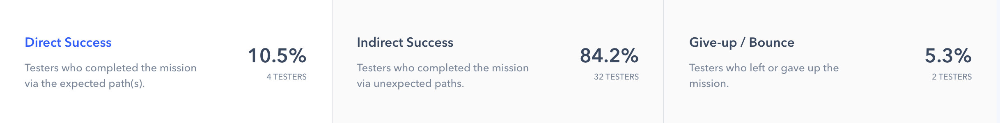 Direct Success
10.5%
Testers who completed the mission
via the expected path(s).
4 TESTERS
Indirect Success
84.2%
Testers who completed the mission
via unexpected paths.
32 TESTERS
Give-up / Bounce
5.3%
Testers who left or gave up the
mission.
2 TESTERS